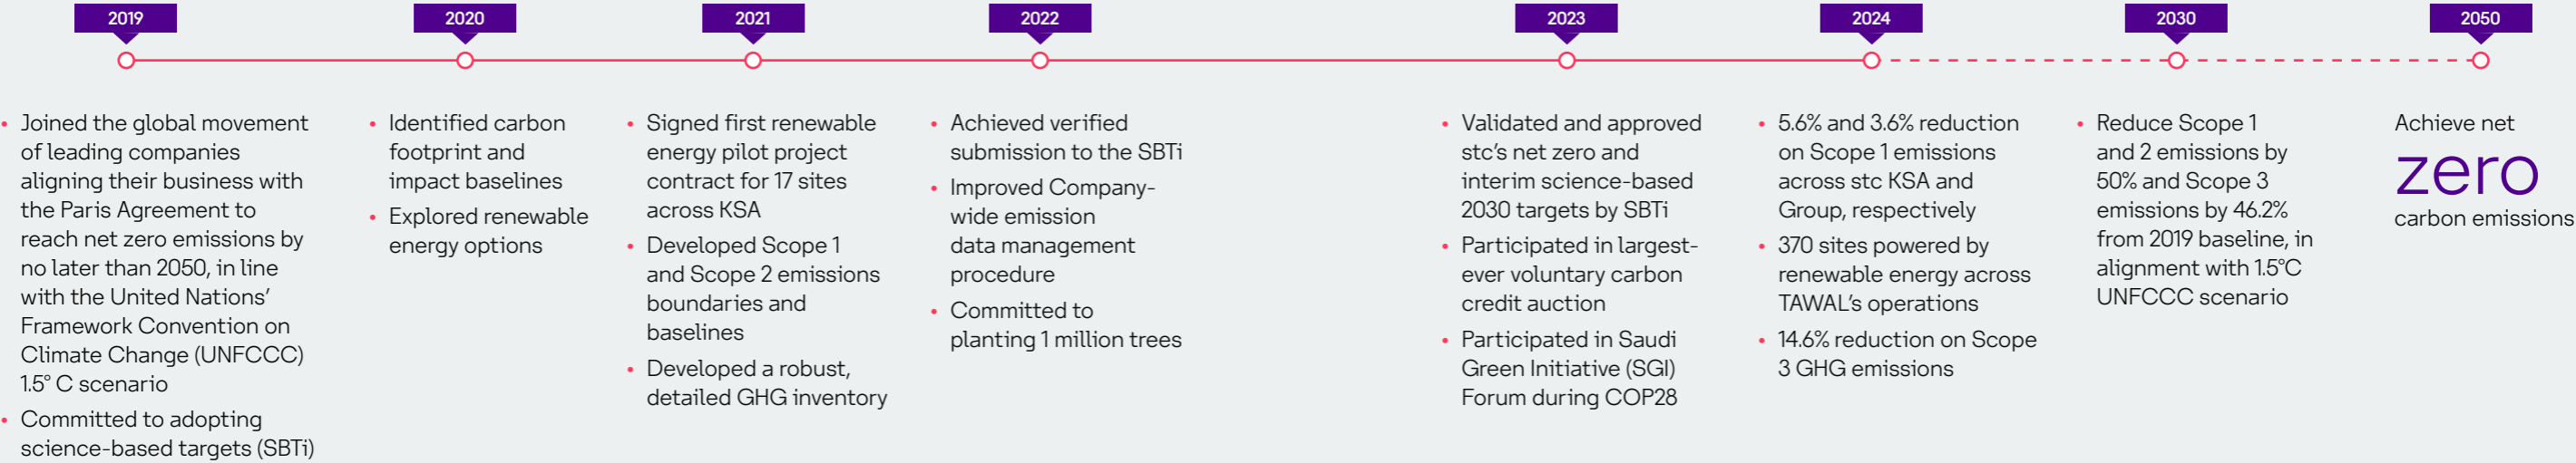 2019
Joined the global movement
of leading companies
aligning their business with
the Paris Agreement to
reach net zero emissions by
no later than 2050, in line
with the United Nations’
Framework Convention on
Climate Change (UNFCCC)
1.5° C scenario
Committed to adopting
science-based targets (SBTi)
2020
Identified carbon
footprint and
impact baselines
Explored renewable
energy options
2021
Signed first renewable
energy pilot project
contract for 17 sites
across KSA
Developed Scope 1
and Scope 2 emissions
boundaries and
baselines
Developed a robust,
detailed GHG inventory
2022
Achieved verified
submission to the SBTi
Improved Company-
wide emission
data management
procedure
Committed to
planting 1 million trees
2023
Validated and approved
stc’s net zero and
interim science-based
2030 targets by SBTi
Participated in largest-
ever voluntary carbon
credit auction
Participated in Saudi
Green Initiative (SGI)
Forum during COP28
2024
5.6% and 3.6% reduction
on Scope 1 emissions
across stc KSA and
Group, respectively
370 sites powered by
renewable energy across
TAWAL’s operations
14.6% reduction on Scope
3 GHG emissions
2030
Reduce Scope 1
and 2 emissions by
50% and Scope 3
emissions by 46.2%
from 2019 baseline, in
alignment with 1.5°C
UNFCCC scenario
2050
Achieve net
zero
carbon emissions